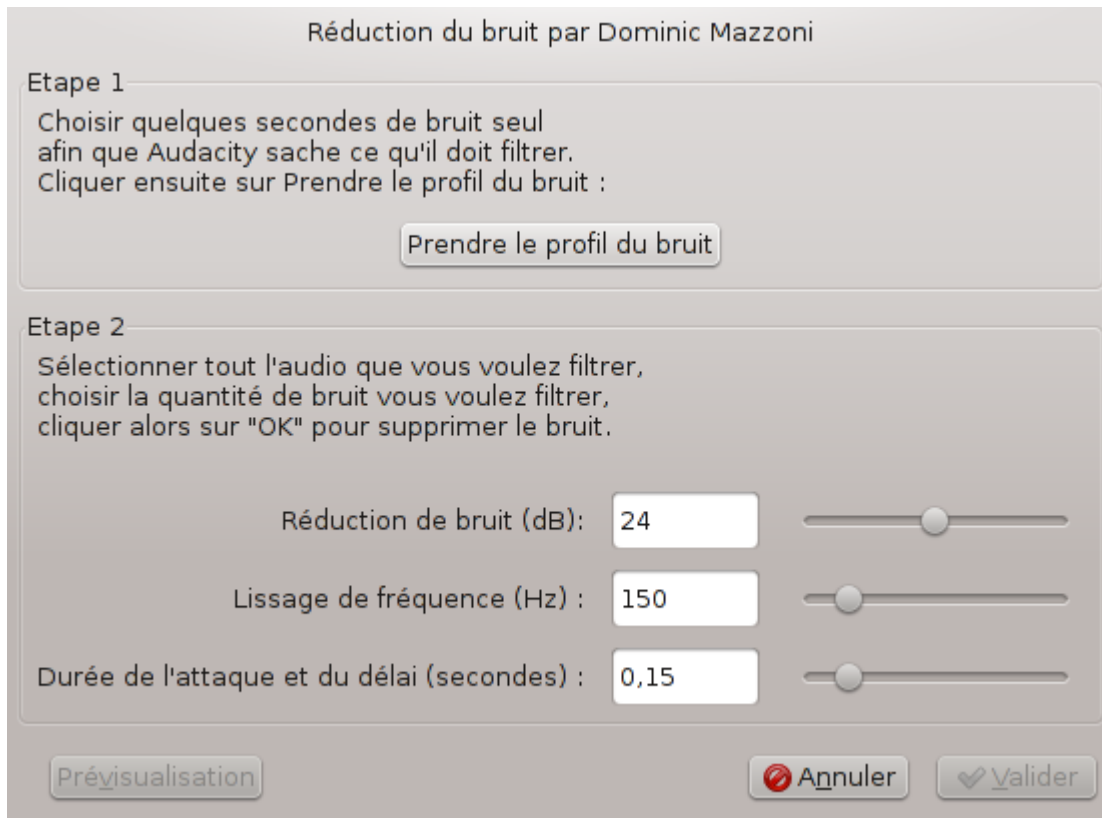 Réduction du bruit par Dominic Mazzoni
Etape 1
Choisir quelques secondes de bruit seul
afin que Audacity sache ce qu'il doit filtrer.
Cliquer ensuite sur Prendre le profil du bruit :
Prendre le profil du bruit
Etape 2
Sélectionner tout l'audio que vous voulez filtrer,
choisir la quantité de bruit vous voulez filtrer,
cliquer alors sur "OK" pour supprimer le bruit.
Réduction de bruit (dB): 24
Lissage de fréquence (Hz) : 150
Durée de l'attaque et du délai (secondes) : 0,15
Prévisualisation Annuler Valider